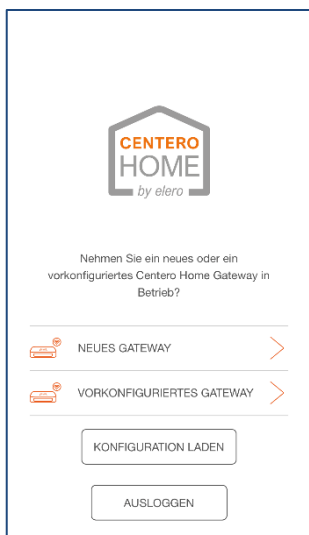 CENTERO
HOME
by elero
Nehmen Sie ein neues oder ein
vorkonfiguriertes Centero Home Gateway in
Betrieb?
NEUES GATEWAY
VORKONFIGURIERTES GATEWAY
KONFIGURATION LADEN
AUSLOGGEN